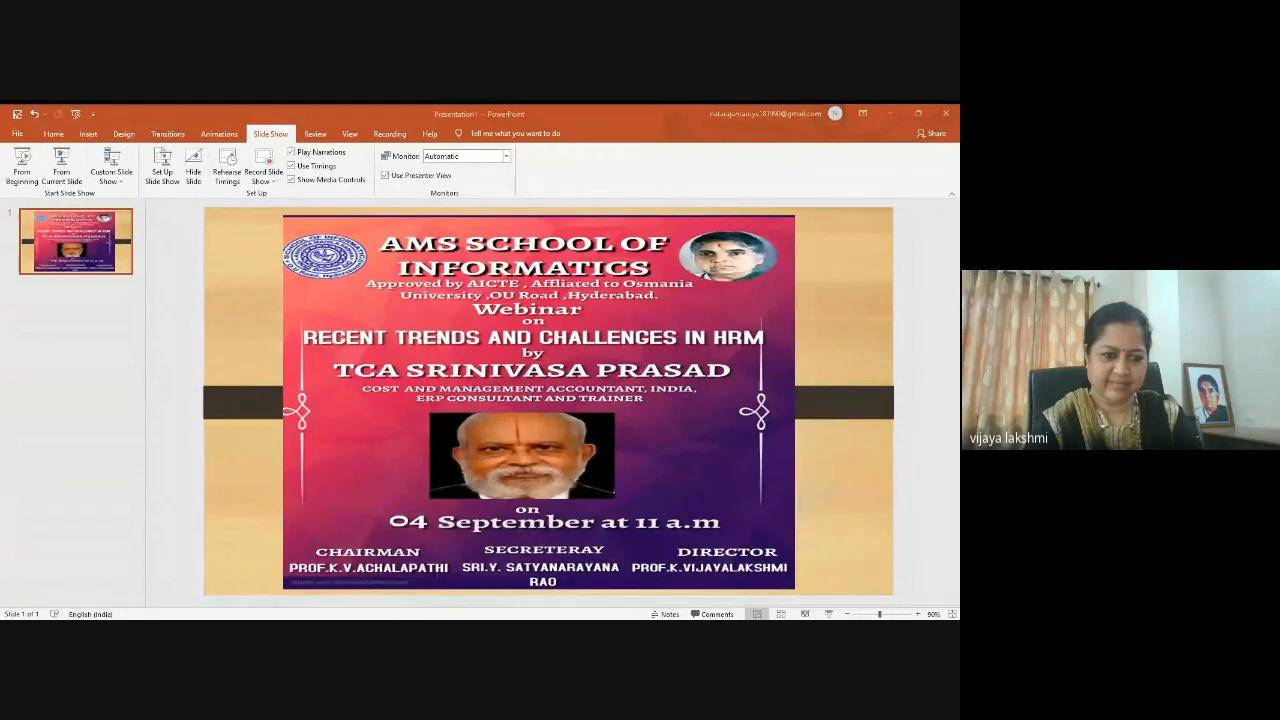 Presentation1 - PowerPoint
natarajanramya181990@gmail.com
N
File Home Insert Design Transitions Animations Slide Show Review View Recording Help Tell me what you want to do
Share
From Beginning
From Current Slide
Custom Slide Show
Set Up Slide Show
Hide Slide
Rehearse Timings
Record Slide Show
Play Narrations
Use Timings
Show Media Controls
Monitor: Automatic
Use Presenter View
Start Slide Show
Set Up
Monitors
1
AMS SCHOOL OF
INFORMATICS
Approved by AICTE , Affliated to Osmania
University ,OU Road ,Hyderabad.
Webinar
on
RECENT TRENDS AND CHALLENGES IN HRM
by
TCA SRINIVASA PRASAD
COST AND MANAGEMENT ACCOUNTANT, INDIA,
ERP CONSULTANT AND TRAINER
on
04 September at 11 a.m
CHAIRMAN
PROF.K.V.ACHALAPATHI
SECRETERAY
SRI.Y. SATYANARAYANA
RAO
DIRECTOR
PROF.K.VIJAYALAKSHMI
vijaya lakshmi
Slide 1 of 1
English (India)
Notes
Comments
90%